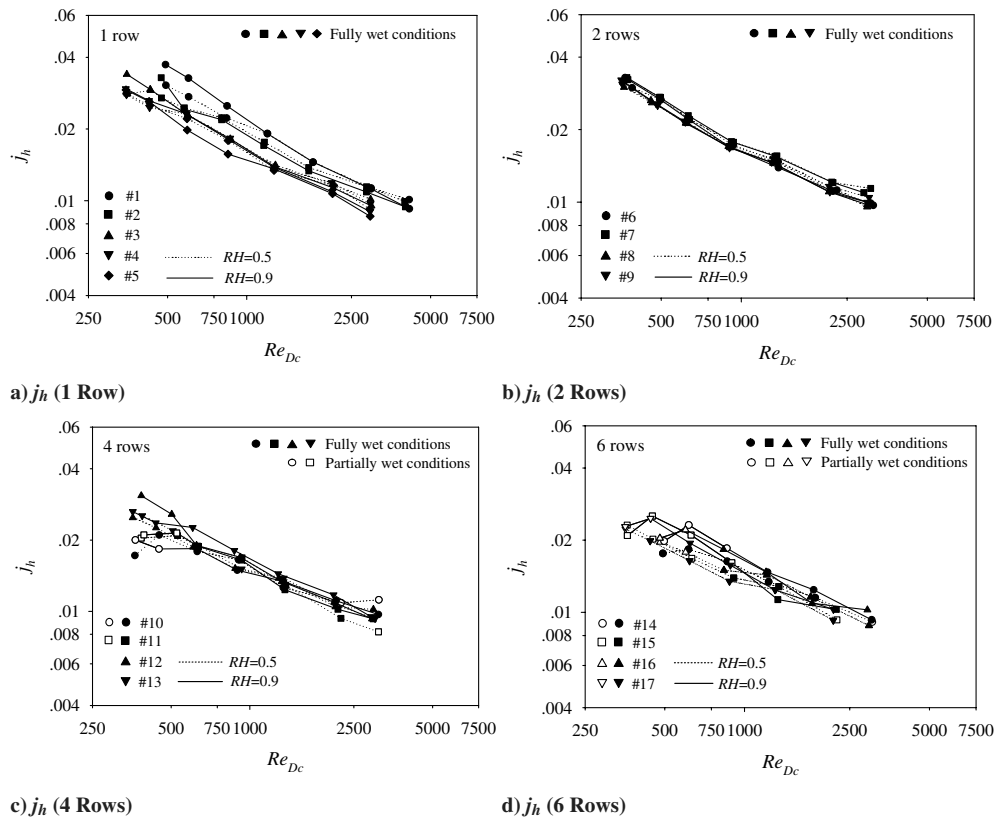 .06
1 row
Fully wet conditions
.04
.02
j_h
.01
.008
.006
.004
#1
#2
#3
#4
#5
RH=0.5
RH=0.9
250
500
750
1000
2500
5000
7500
Re_Dc
a) j_h (1 Row)
.06
2 rows
Fully wet conditions
.04
.02
j_h
.01
.008
.006
.004
#6
#7
#8
#9
RH=0.5
RH=0.9
250
500
750
1000
2500
5000
7500
Re_Dc
b) j_h (2 Rows)
.06
4 rows
Fully wet conditions
Partially wet conditions
.04
.02
j_h
.01
.008
.006
.004
#10
#11
#12
#13
RH=0.5
RH=0.9
250
500
750
1000
2500
5000
7500
Re_Dc
c) j_h (4 Rows)
.06
6 rows
Fully wet conditions
Partially wet conditions
.04
.02
j_h
.01
.008
.006
.004
#14
#15
#16
#17
RH=0.5
RH=0.9
250
500
750
1000
2500
5000
7500
Re_Dc
d) j_h (6 Rows)